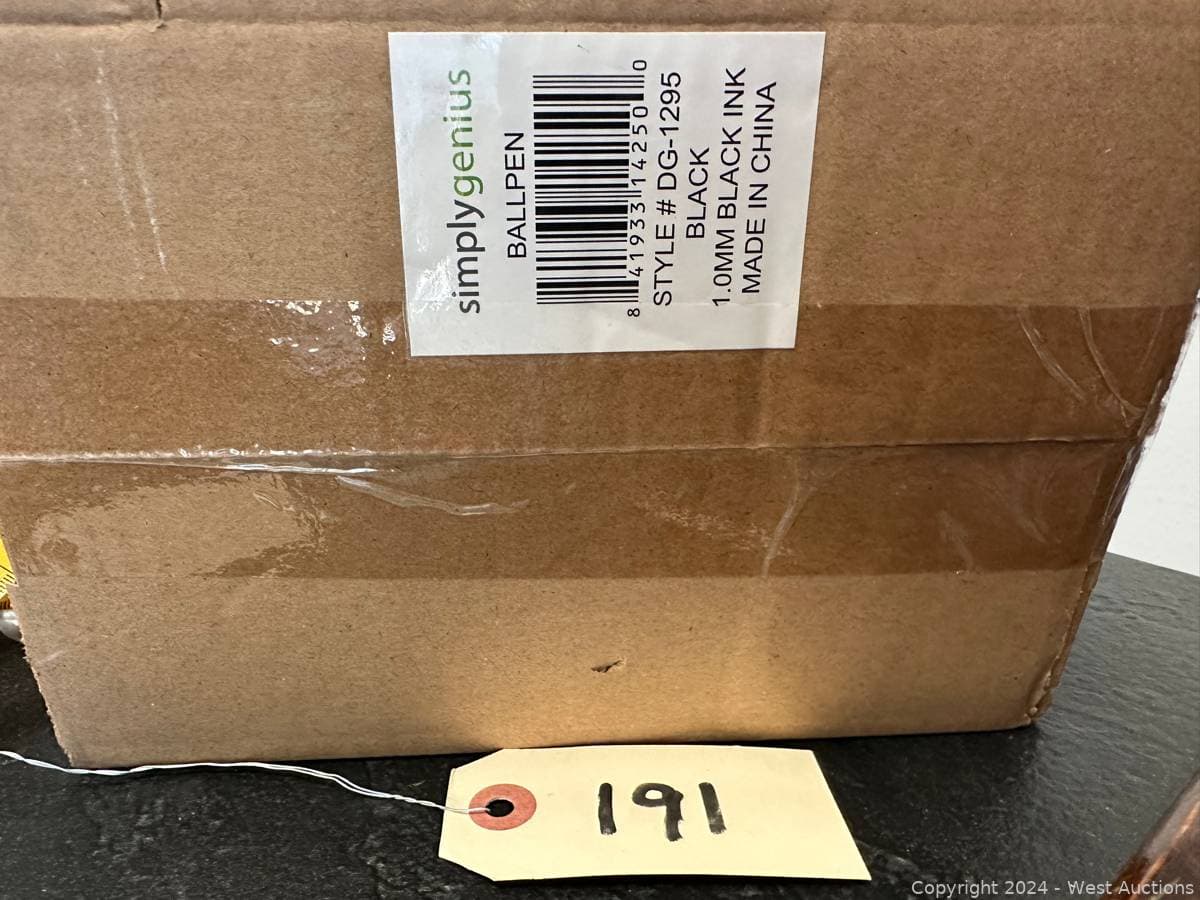 simplygenius
BALLPEN
8 41933 14250 0
STYLE # DG-1295
BLACK
1.0MM BLACK INK
MADE IN CHINA
191
Copyright 2024 - West Auctions